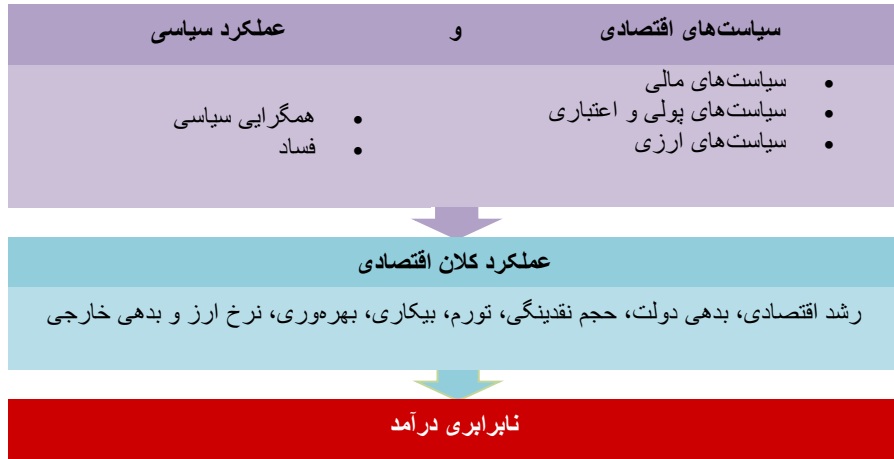 سیاست‌های اقتصادی و عملکرد سیاسی
سیاست‌های مالی
سیاست‌های پولی و اعتباری
سیاست‌های ارزی
همگرایی سیاسی
فساد
عملکرد کلان اقتصادی
رشد اقتصادی، بدهی دولت، حجم نقدینگی، تورم، بیکاری، بهره‌وری، نرخ ارز و بدهی خارجی
نابرابری درآمد